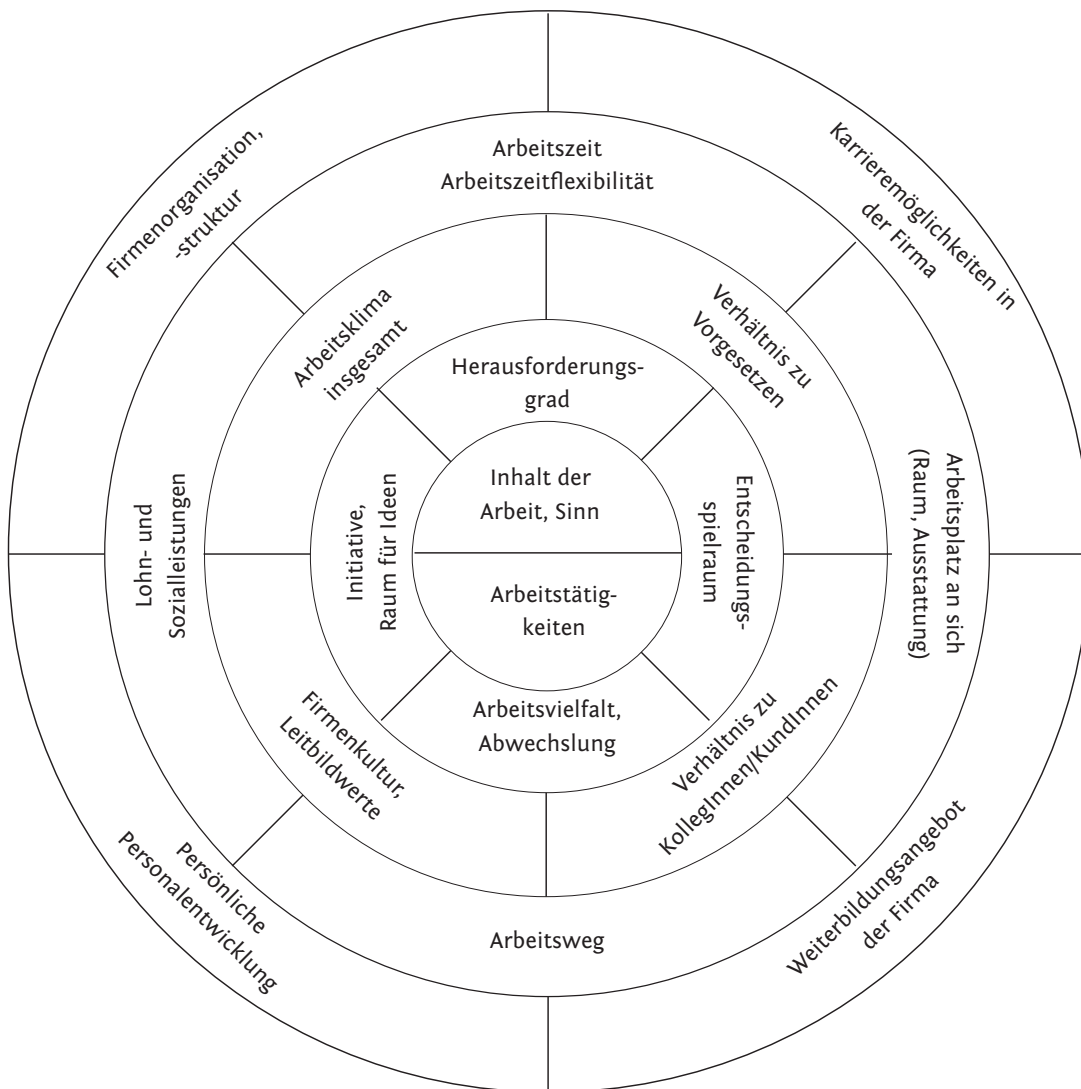 Firmenorganisation,
-struktur
Karrieremöglichkeiten in
der Firma
Arbeitszeit
Arbeitszeitflexibilität
Arbeitsklima
insgesamt
Verhältnis zu
Vorgesetzen
Herausforderungs-
grad
Inhalt der
Arbeit, Sinn
Lohn- und
Sozialleistungen
Initiative,
Raum für Ideen
Entscheidungs-
spielraum
Arbeitsplatz an sich
(Raum, Ausstattung)
Arbeitstätig-
keiten
Arbeitsvielfalt,
Abwechslung
Firmenkultur,
Leitbildwerte
Verhältnis zu
KollegInnen/KundInnen
Persönliche
Personalentwicklung
Arbeitsweg
Weiterbildungsangebot
der Firma